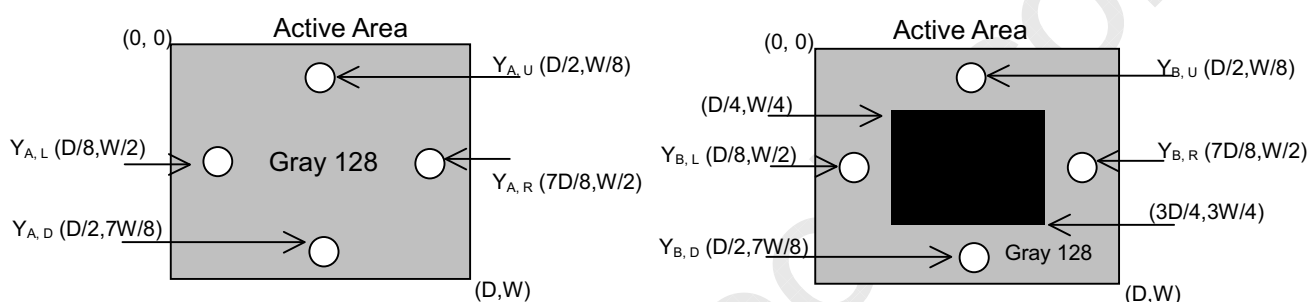 Active Area
(0, 0)
Y A, U (D/2,W/8)
Y A, L (D/8,W/2)
Gray 128
Y A, R (7D/8,W/2)
Y A, D (D/2,7W/8)
(D,W)
Active Area
(0, 0)
Y B, U (D/2,W/8)
(D/4,W/4)
Y B, L (D/8,W/2)
Y B, R (7D/8,W/2)
(3D/4,3W/4)
Y B, D (D/2,7W/8)
Gray 128
(D,W)